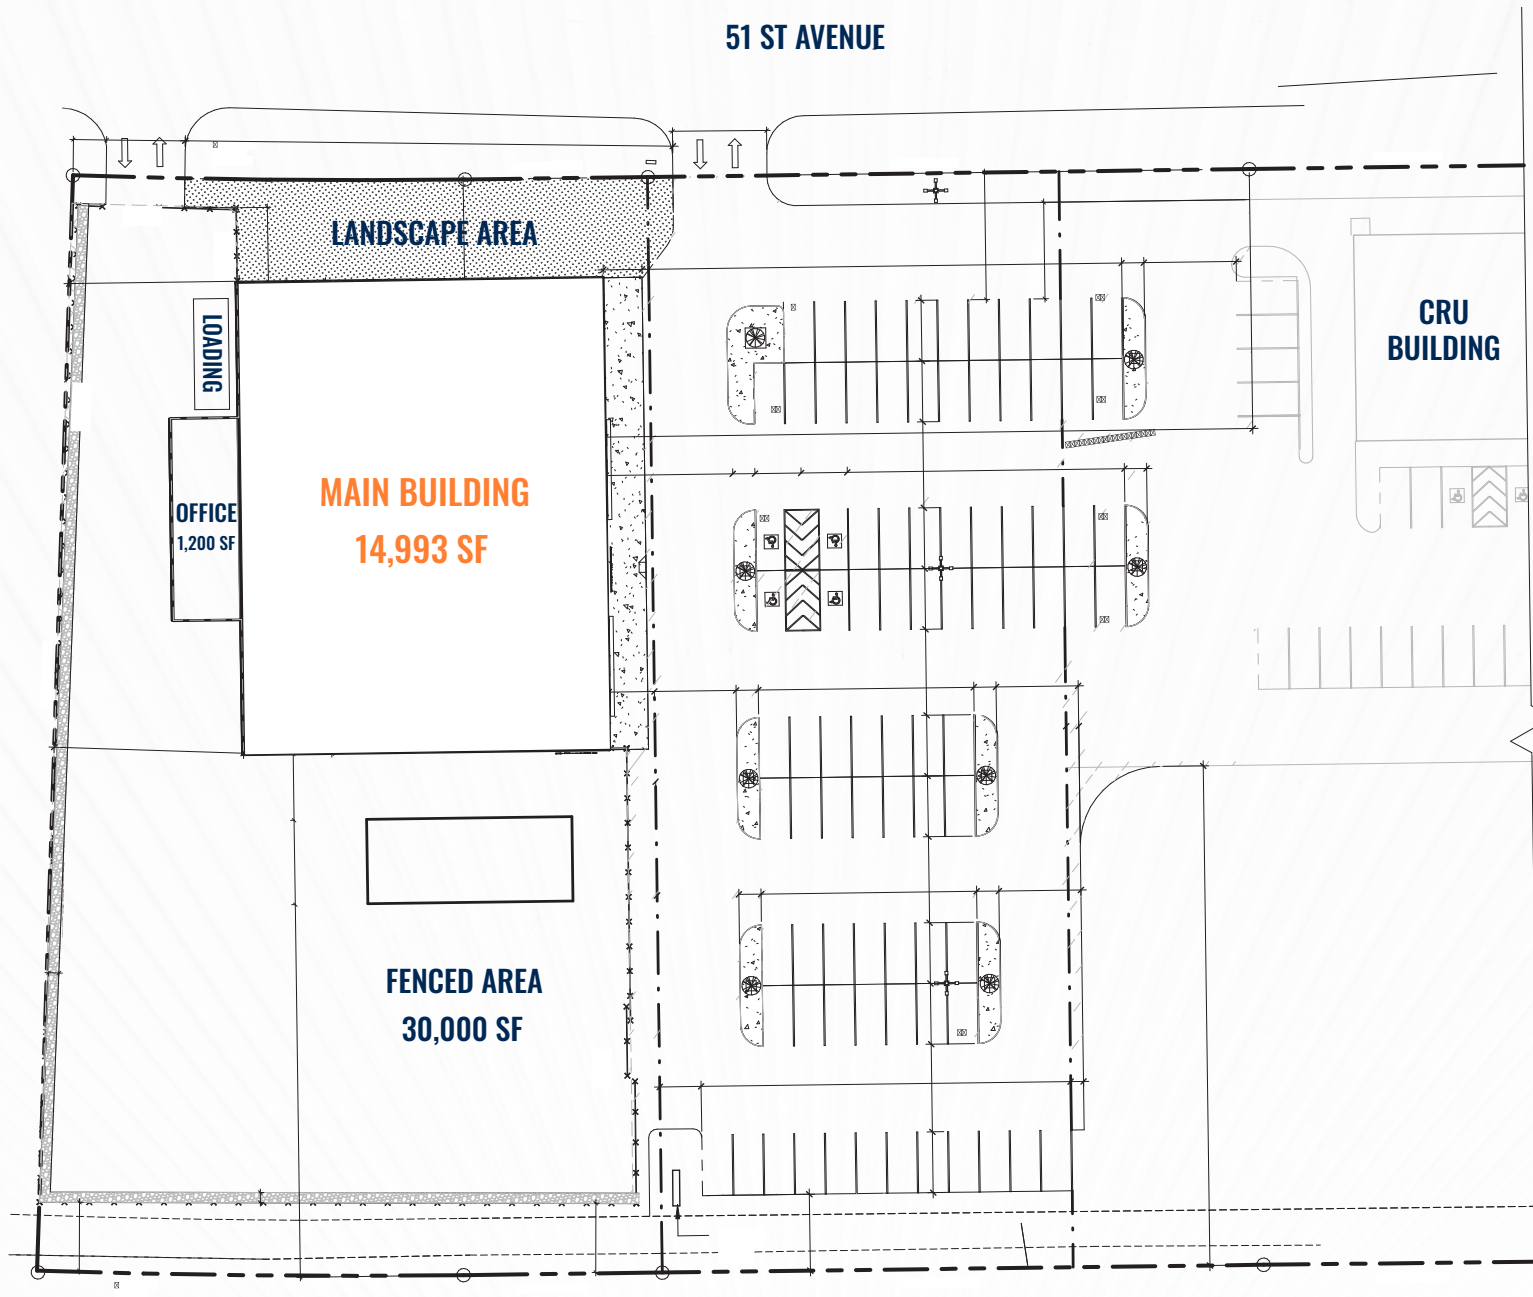 51 ST AVENUE
LANDSCAPE AREA
LOADING
CRU
BUILDING
MAIN BUILDING
14,993 SF
OFFICE
1,200 SF
FENCED AREA
30,000 SF